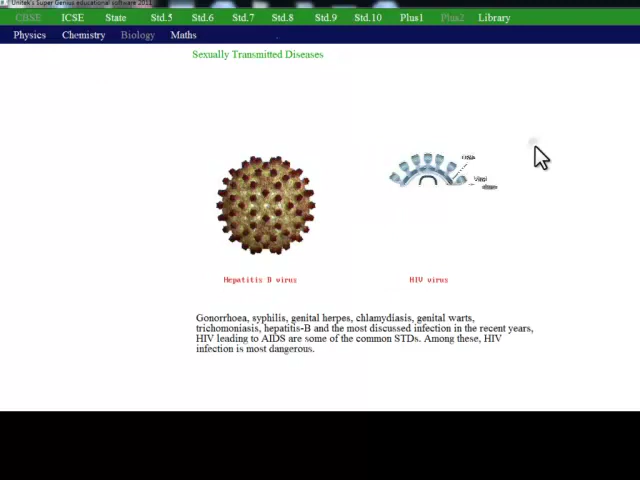 Unitek's Super Genius educational software 2011
CBSE ICSE State Std.5 Std.6 Std.7 Std.8 Std.9 Std.10 Plus1 Plus2 Library
Physics Chemistry Biology Maths
Sexually Transmitted Diseases
Hepatitis B virus HIV virus
Gonorrhoea, syphilis, genital herpes, chlamydiasis, genital warts,
trichomoniasis, hepatitis-B and the most discussed infection in the recent years,
HIV leading to AIDS are some of the common STDs. Among these, HIV
infection is most dangerous.